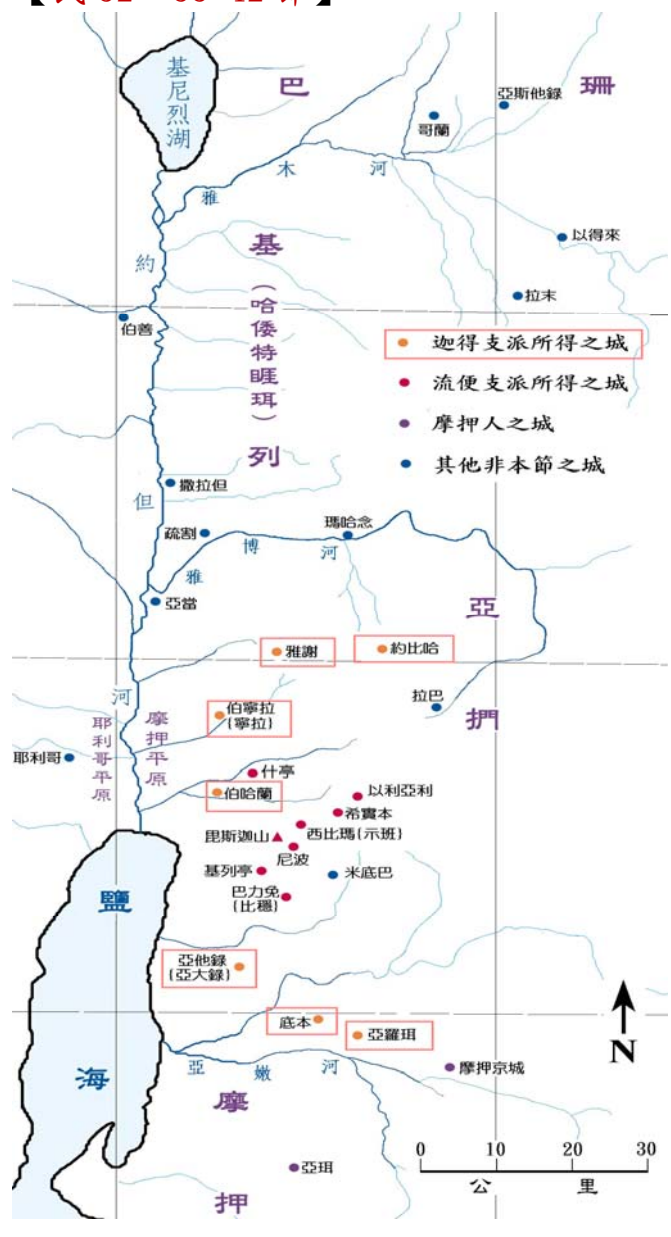 基尼烈湖
巴
珊
亞斯他錄
哥蘭
雅木河
以得來
約
基（哈倭特睚珥）列
拉末
伯善
迦得支派所得之城
流便支派所得之城
摩押人之城
其他非本節之城
撒拉但
但
疏割
瑪哈念
雅博河
亞當
亞
捫
雅謝
約比哈
河
伯寧拉
(寧拉)
拉巴
耶利哥平原
摩押平原
耶利哥
什亭
伯哈蘭
以利亞利
希實本
西比瑪(示班)
毘斯迦山
尼波
基列亭
米底巴
巴力免
(比穩)
鹽
海
亞他錄
(亞大錄)
底本
亞羅珥
N
亞嫩河
摩押京城
摩
押
亞珥
0 10 20 30
公里